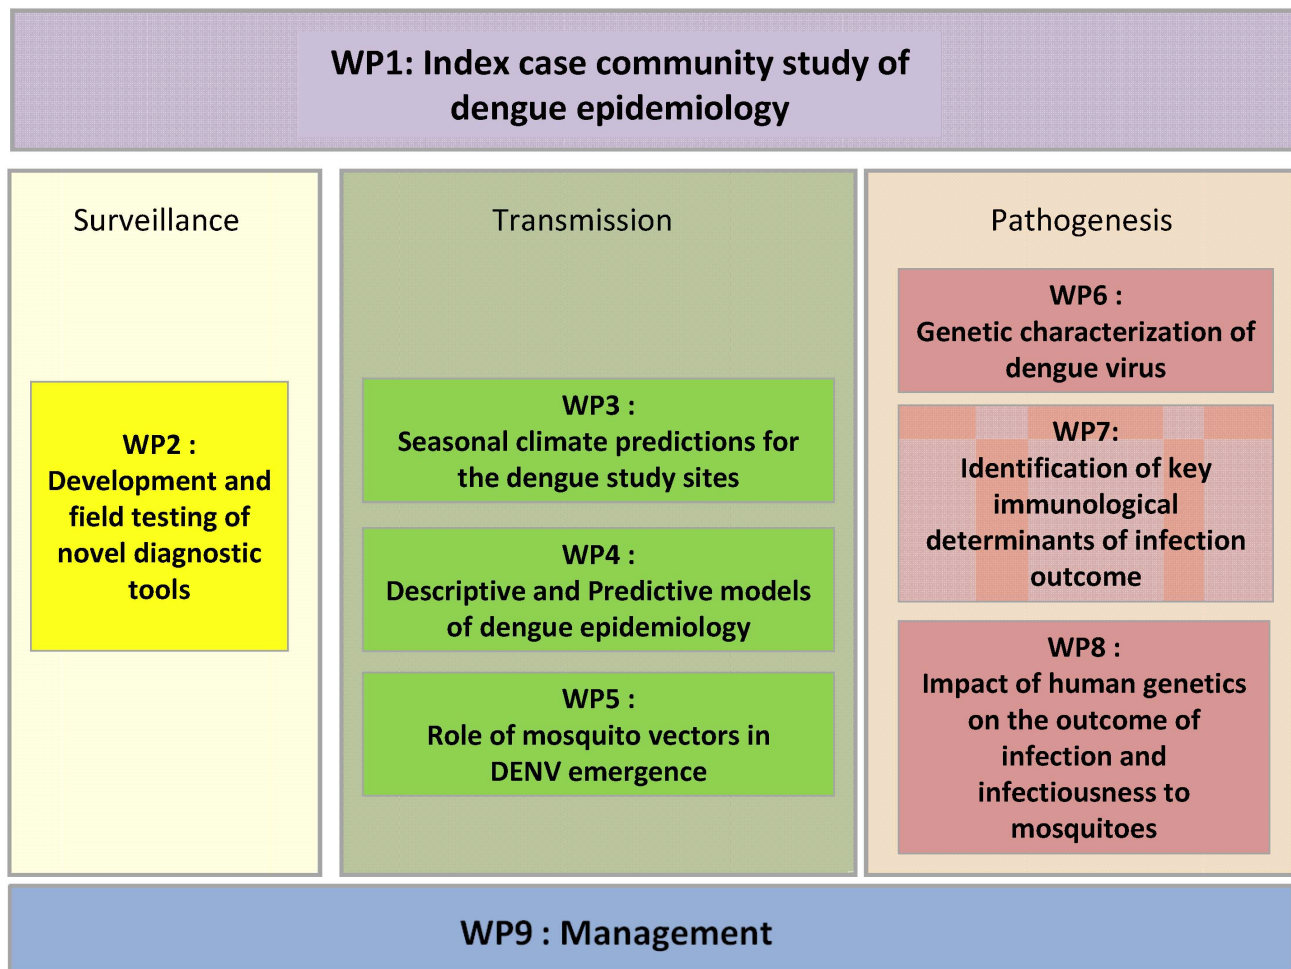 WP1: Index case community study of
dengue epidemiology
Surveillance
WP2 :
Development and
field testing of
novel diagnostic
tools
Transmission
WP3 :
Seasonal climate predictions for
the dengue study sites
WP4 :
Descriptive and Predictive models
of dengue epidemiology
WP5 :
Role of mosquito vectors in
DENV emergence
Pathogenesis
WP6 :
Genetic characterization of
dengue virus
WP7:
Identification of key
immunological
determinants of infection
outcome
WP8 :
Impact of human genetics
on the outcome of
infection and
infectiousness to
mosquitoes
WP9 : Management